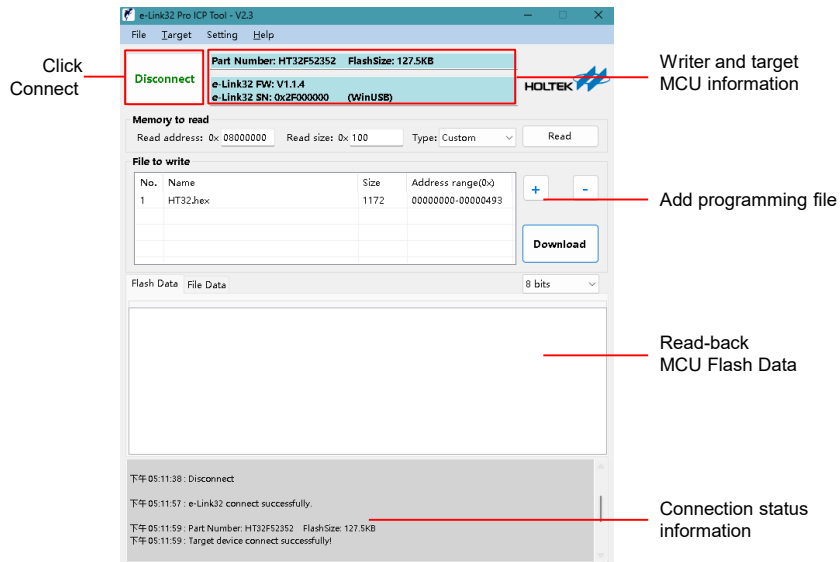 e-Link32 Pro ICP Tool - V2.3
File Target Setting Help
Click
Connect
Disconnect
Part Number: HT32F52352 FlashSize: 127.5KB
e-Link32 FW: V1.1.4
e-Link32 SN: 0x2F000000 (WinUSB)
HOLTEK
Writer and target
MCU information
Memory to read
Read address: 0x 08000000 Read size: 0x 100 Type: Custom Read
File to write
No. Name Size Address range(0x)
1 HT32.hex 1172 00000000-00000493
+ -
Add programming file
Download
Flash Data File Data 8 bits
Read-back
MCU Flash Data
下午 05:11:38 : Disconnect
下午 05:11:57 : e-Link32 connect successfully.
下午 05:11:59 : Part Number: HT32F52352 FlashSize: 127.5KB
下午 05:11:59 : Target device connect successfully!
Connection status
information